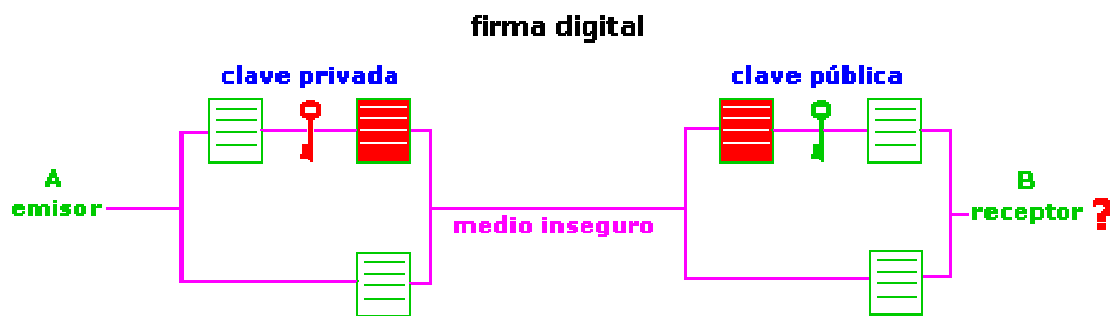 firma digital
clave privada
clave pública
A
emisor
medio inseguro
B
receptor ?